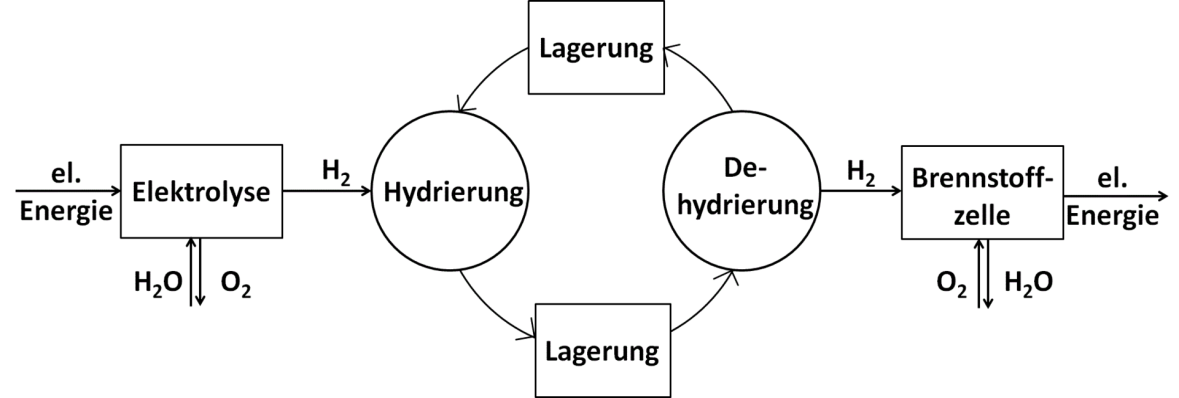 Lagerung
el.
Energie
Elektrolyse
H₂
Hydrierung
De-
hydrierung
H₂
Brennstoff-
zelle
el.
Energie
H₂O
O₂
O₂
H₂O
Lagerung